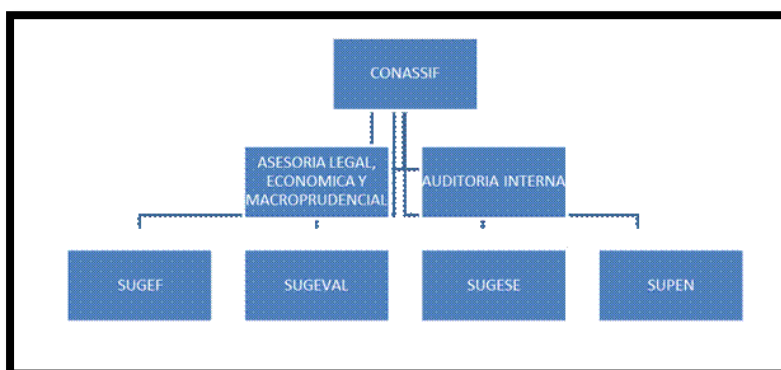 CONASSIF
ASESORIA LEGAL,
ECONOMICA Y
MACROPRUDENCIAL
AUDITORIA INTERNA
SUGEF
SUGEVAL
SUGESE
SUPEN